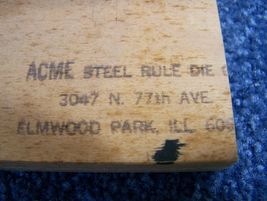 ACME STEEL RULE DIE
3047 N. 77th AVE
ELMWOOD PARK, ILL